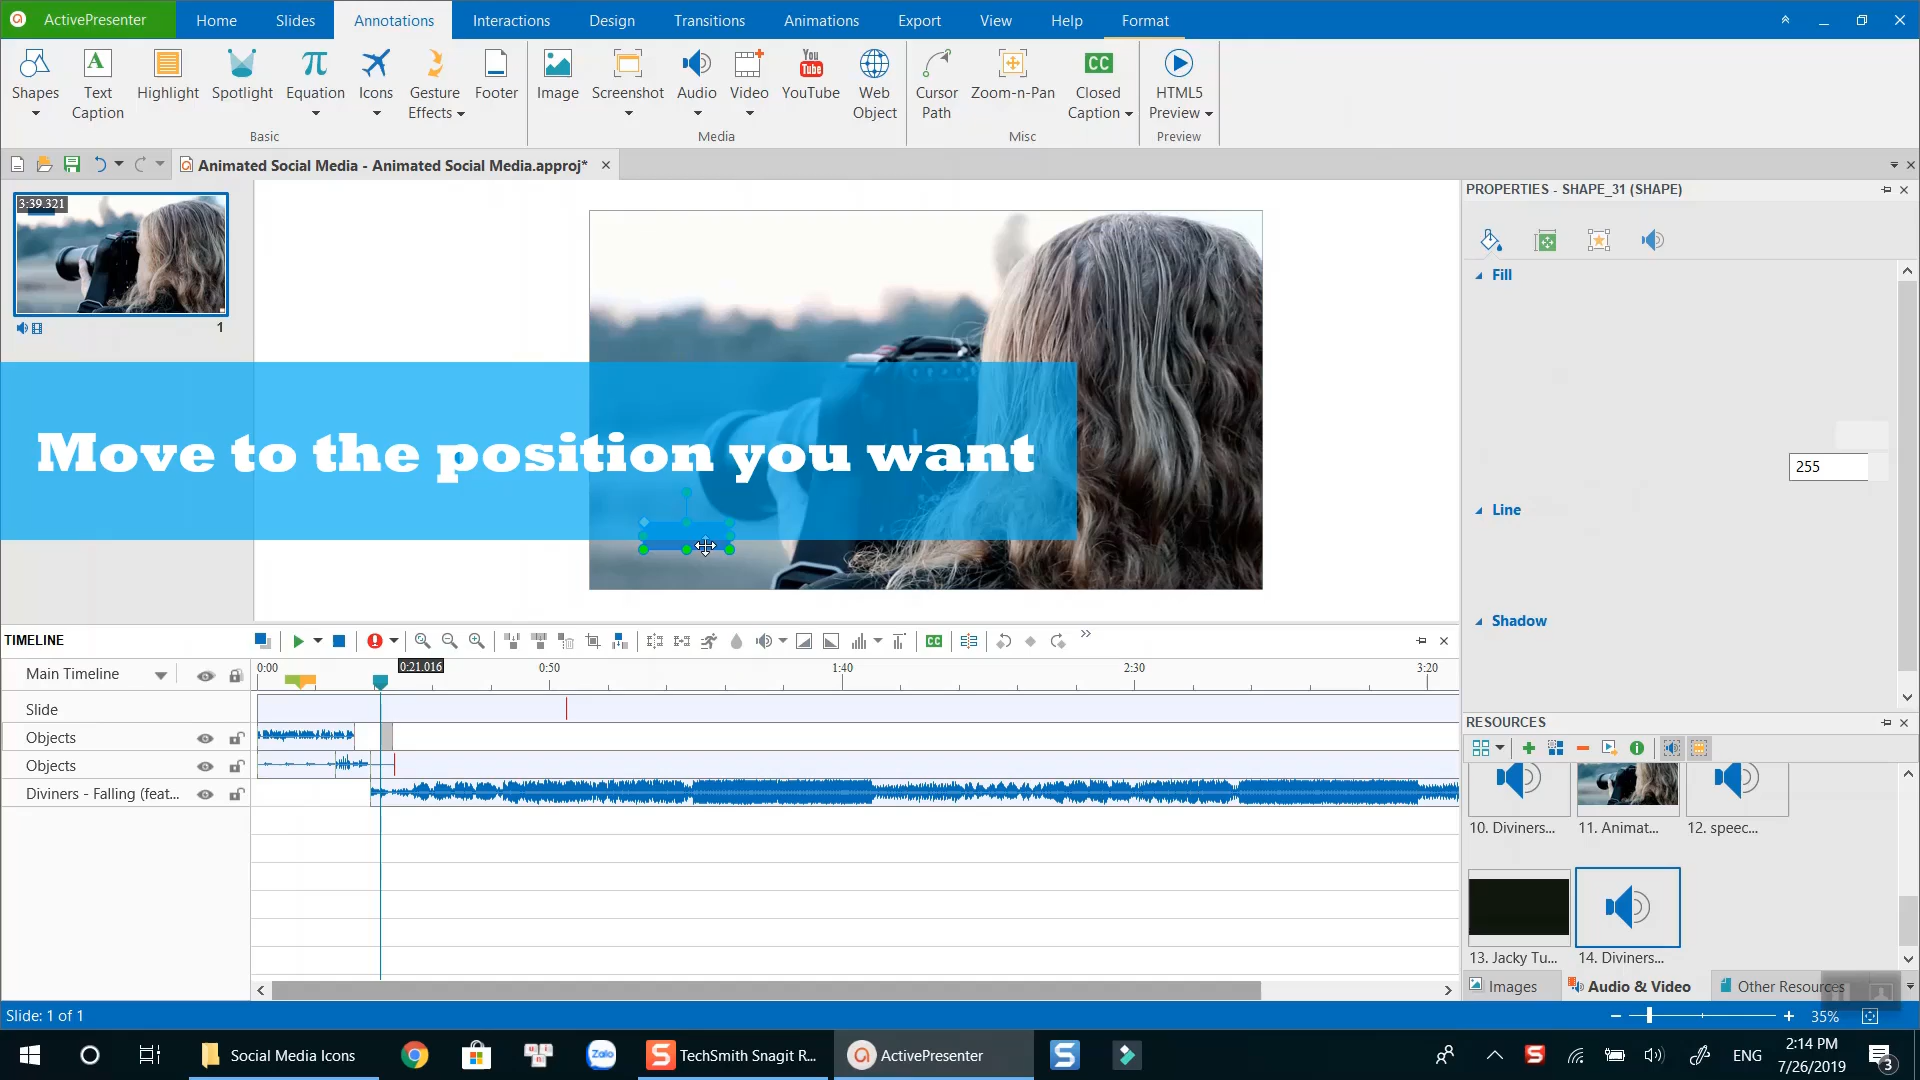 ActivePresenter
Home
Slides
Annotations
Interactions
Design
Transitions
Animations
Export
View
Help
Format
Shapes
Text
Caption
Highlight
Spotlight
Equation
Icons
Gesture
Effects
Footer
Basic
Image
Screenshot
Audio
Video
YouTube
Web
Object
Media
Cursor
Path
Zoom-n-Pan
Closed
Caption
Misc
HTML5
Preview
Preview
Animated Social Media - Animated Social Media.approj*
3:39.321
1
Move to the position you want
PROPERTIES - SHAPE_31 (SHAPE)
Fill
255
Line
Shadow
TIMELINE
0:21.016
Main Timeline
0:00
0:50
1:40
2:30
3:20
Slide
Objects
Objects
Diviners - Falling (feat...
RESOURCES
10. Diviners...
11. Animat...
12. speec...
13. Jacky Tu...
14. Diviners...
Images
Audio & Video
Other Resources
Slide: 1 of 1
35%
Social Media Icons
Zalo
TechSmith Snagit R...
ActivePresenter
ENG
2:14 PM
7/26/2019
3